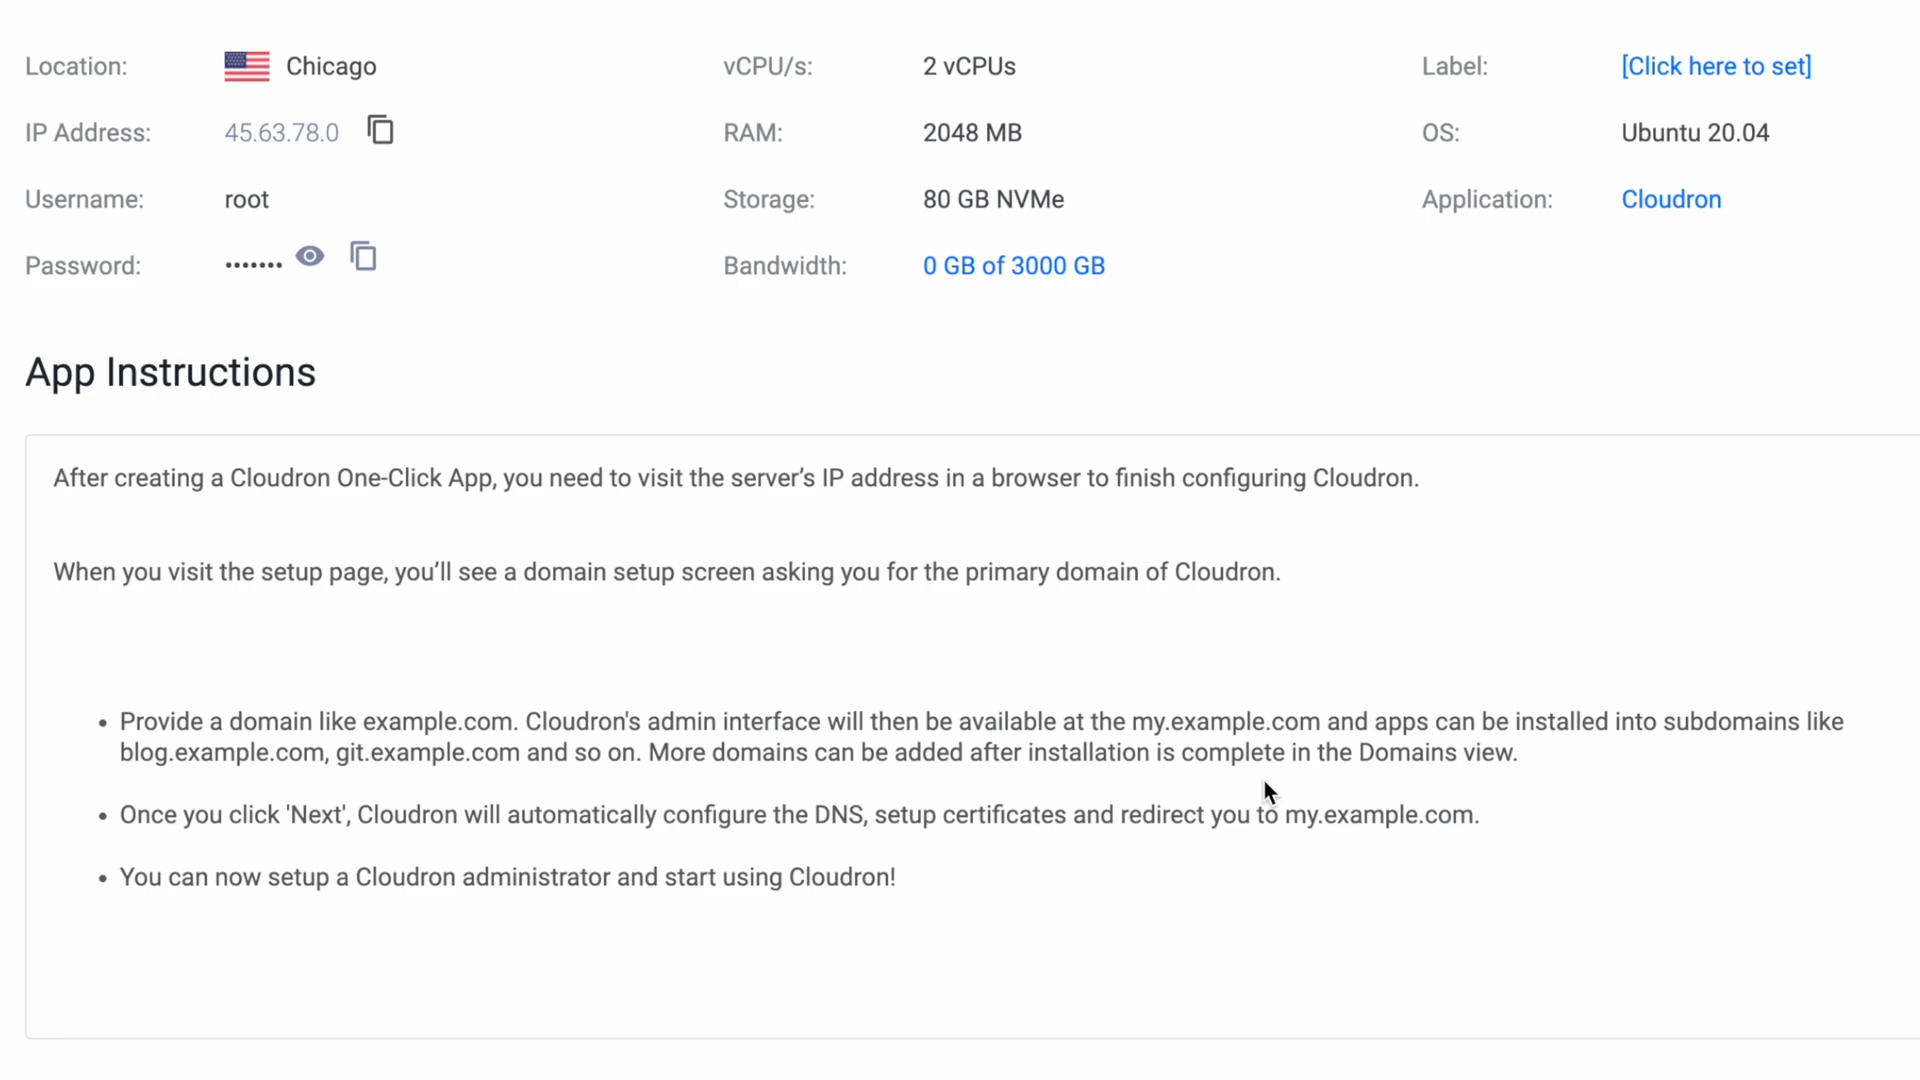 Location: Chicago vCPU/s: 2 vCPUs Label: [Click here to set]
IP Address: 45.63.78.0 RAM: 2048 MB OS: Ubuntu 20.04
Username: root Storage: 80 GB NVMe Application: Cloudron
Password: ••••••• Bandwidth: 0 GB of 3000 GB
App Instructions
After creating a Cloudron One-Click App, you need to visit the server’s IP address in a browser to finish configuring Cloudron.
When you visit the setup page, you’ll see a domain setup screen asking you for the primary domain of Cloudron.
• Provide a domain like example.com. Cloudron's admin interface will then be available at the my.example.com and apps can be installed into subdomains like
blog.example.com, git.example.com and so on. More domains can be added after installation is complete in the Domains view.
• Once you click 'Next', Cloudron will automatically configure the DNS, setup certificates and redirect you to my.example.com.
• You can now setup a Cloudron administrator and start using Cloudron!